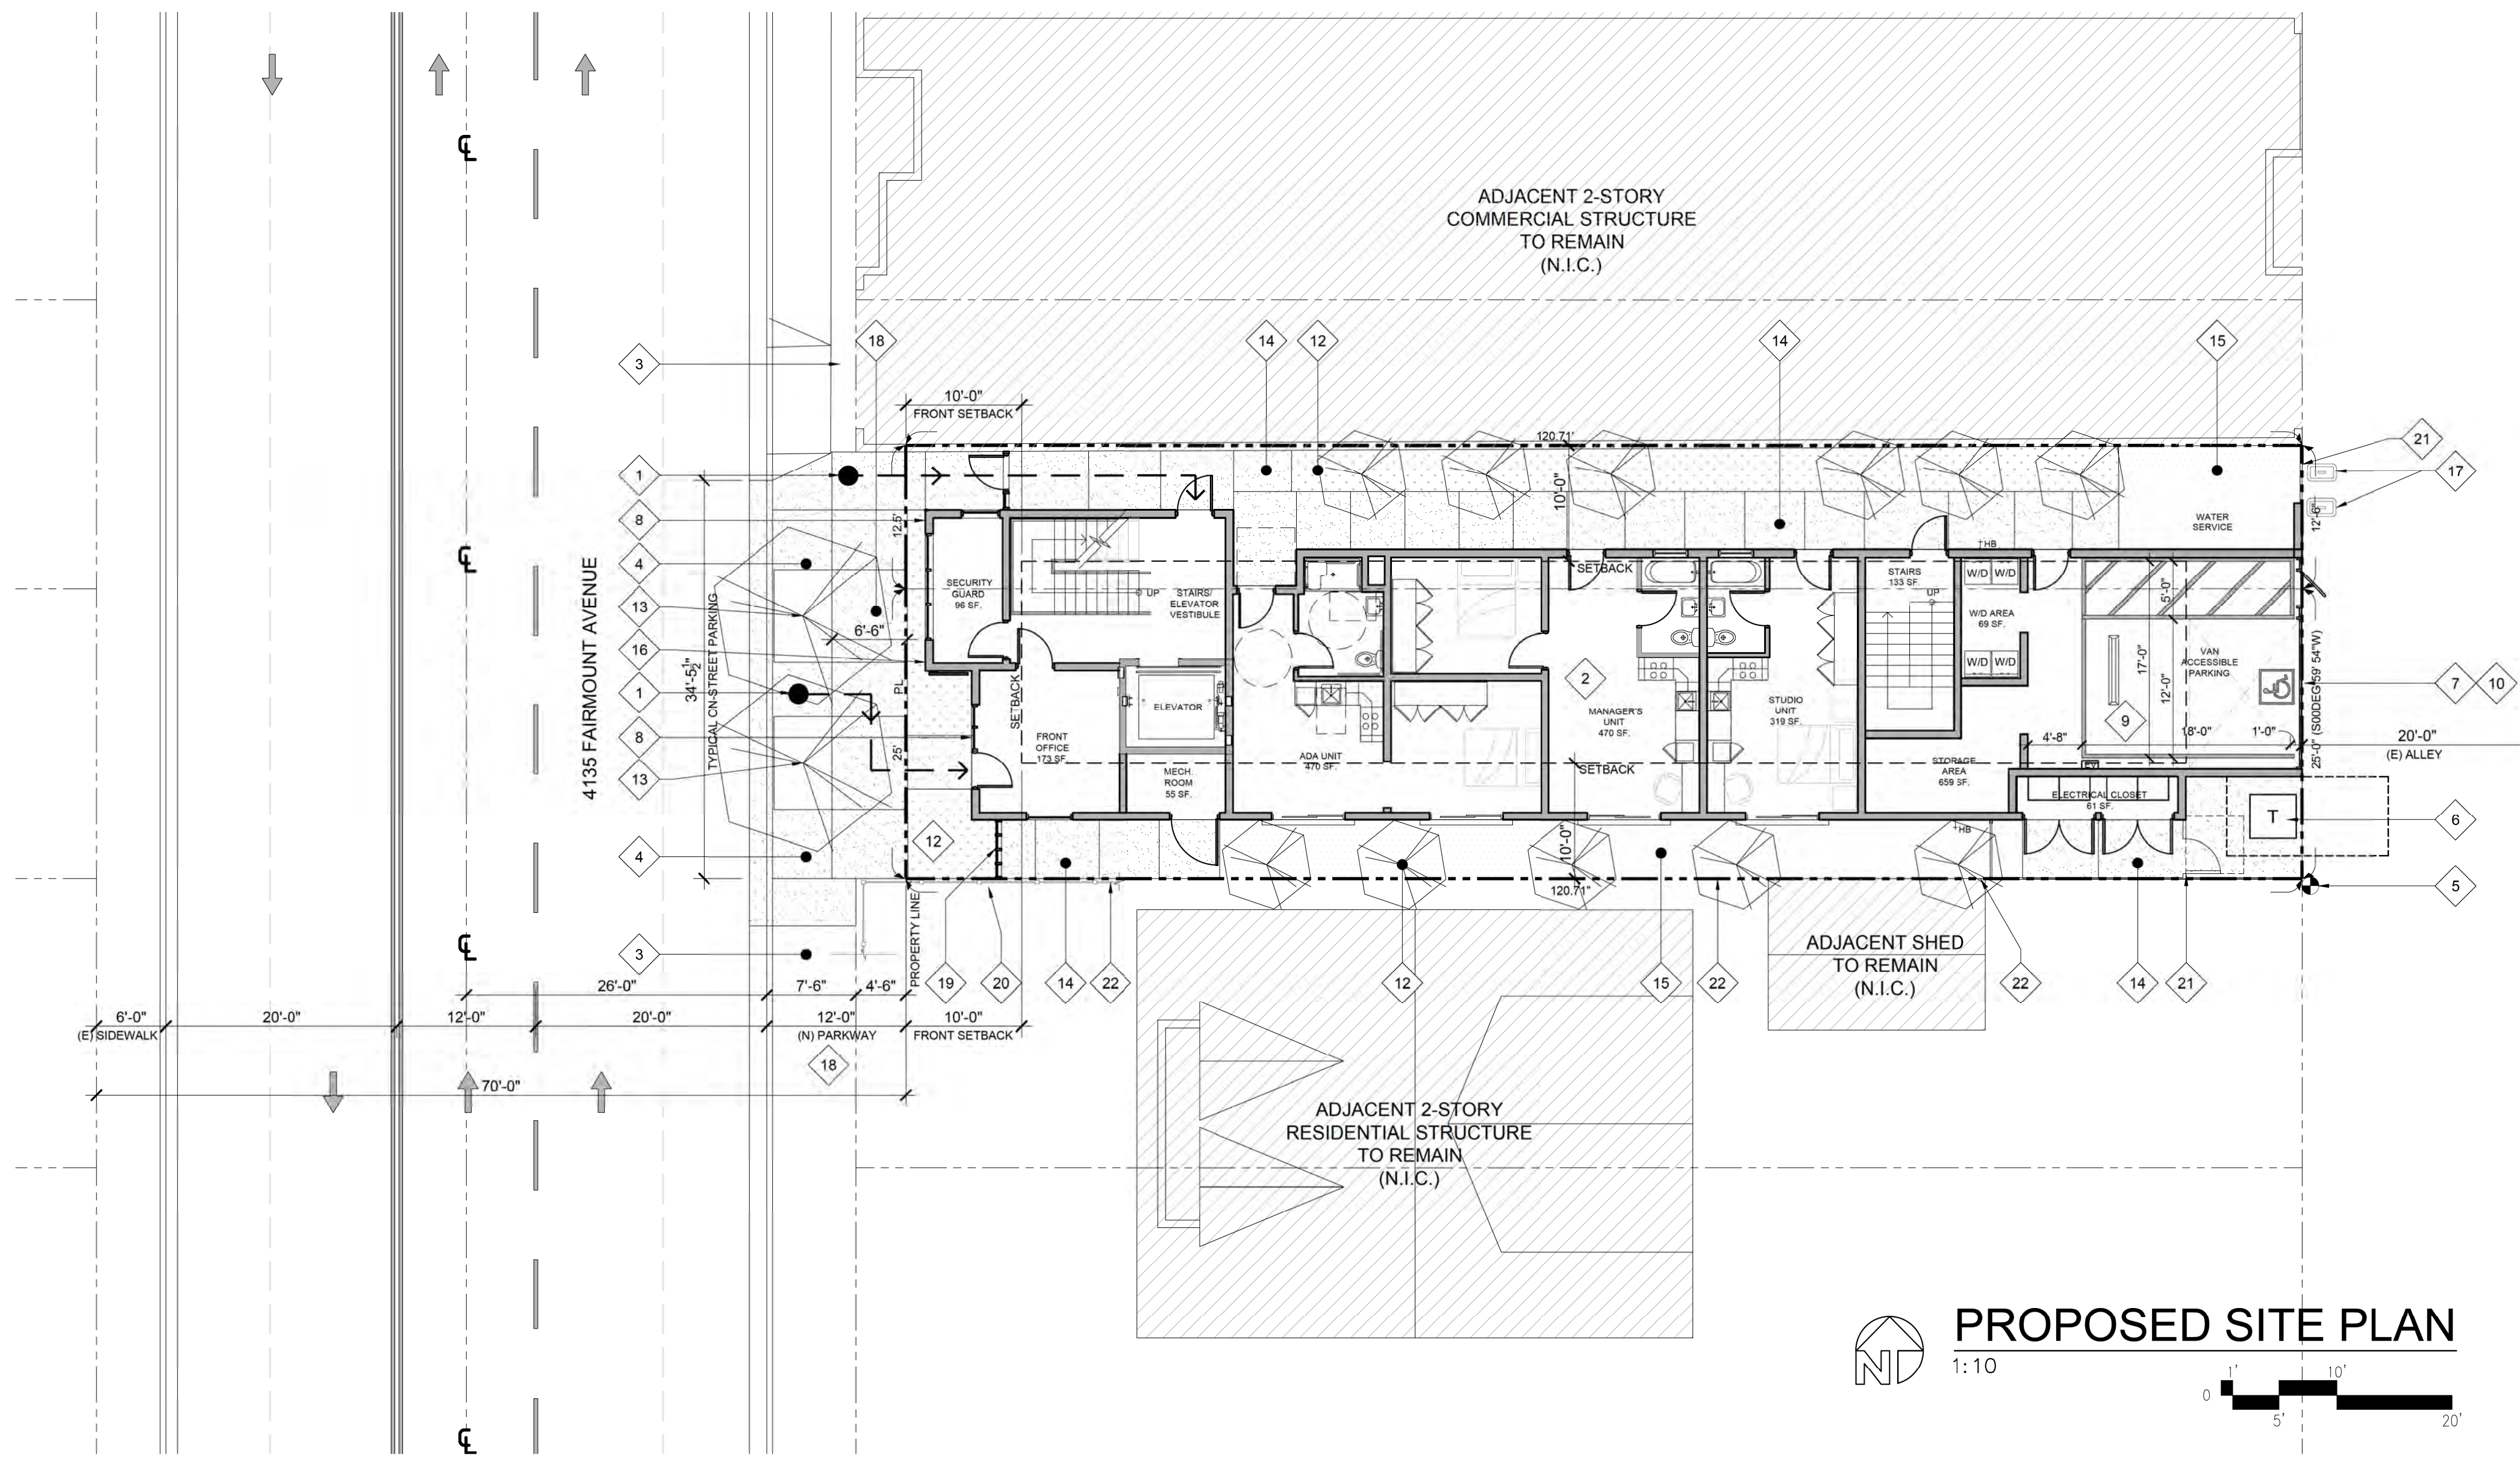 ADJACENT 2-STORY
COMMERCIAL STRUCTURE
TO REMAIN
(N.I.C.)
18
14
12
14
15
3
10'-0"
FRONT SETBACK
120.71'
21
17
1
8
4
13
16
1
8
13
4
3
4135 FAIRMOUNT AVENUE
34'-5½"
TYPICAL ON-STREET PARKING
12.5'
6'-6"
PL
25'
SECURITY
GUARD
96 SF.
UP
STAIRS/
ELEVATOR
VESTIBULE
SETBACK
FRONT
OFFICE
173 SF.
ELEVATOR
MECH.
ROOM
55 SF.
ADA UNIT
470 SF.
10'-0"
SETBACK
2
MANAGER'S
UNIT
470 SF.
SETBACK
10'-0"
120.71"
STUDIO
UNIT
319 SF.
STAIRS
133 SF.
UP
HB
W/D W/D
W/D AREA
69 SF.
W/D W/D
STORAGE
AREA
659 SF.
HB
EV
ELECTRICAL CLOSET
61 SF.
WATER
SERVICE
12'-6"
5'-0"
17'-0"
12'-0"
VAN
ACCESSIBLE
PARKING
9
4'-8"
18'-0"
1'-0"
25'-0" (S00DEG 59' 54"W)
7
10
20'-0"
(E) ALLEY
T
6
5
12
PROPERTY LINE
19
20
14
22
12
15
22
22
14
21
ADJACENT SHED
TO REMAIN
(N.I.C.)
26'-0"
7'-6"
4'-6"
6'-0"
(E) SIDEWALK
20'-0"
12'-0"
20'-0"
12'-0"
(N) PARKWAY
10'-0"
FRONT SETBACK
18
70'-0"
ADJACENT 2-STORY
RESIDENTIAL STRUCTURE
TO REMAIN
(N.I.C.)
N
PROPOSED SITE PLAN
1:10
0
1'
5'
10'
20'